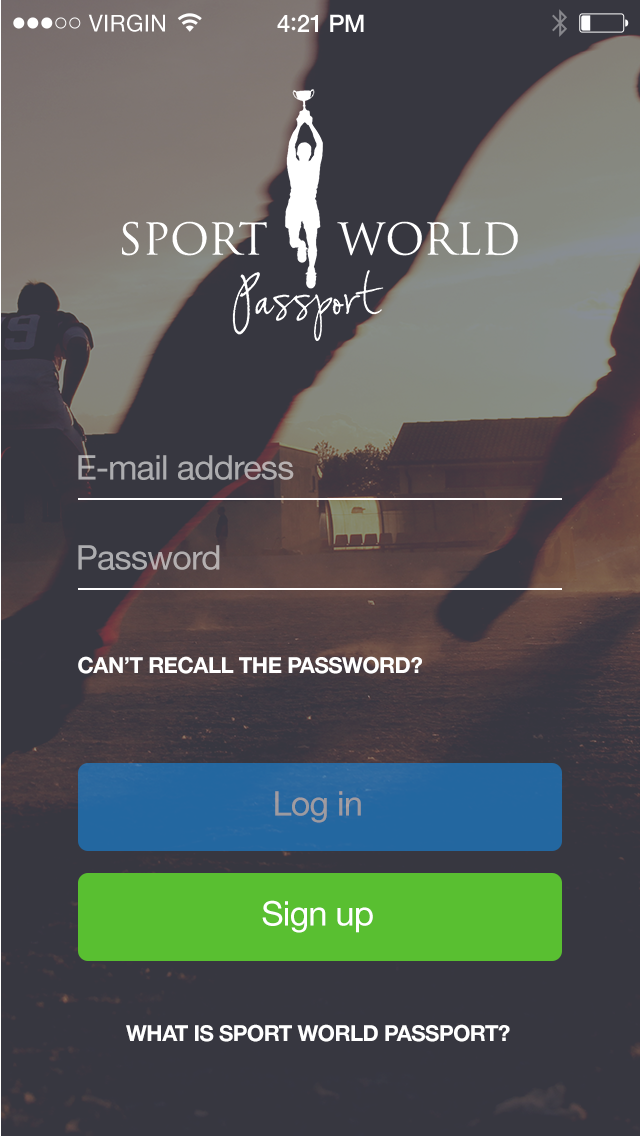 VIRGIN 4:21 PM
SPORT WORLD
Passport
79
E-mail address
Password
CAN'T RECALL THE PASSWORD?
Log in
Sign up
WHAT IS SPORT WORLD PASSPORT?